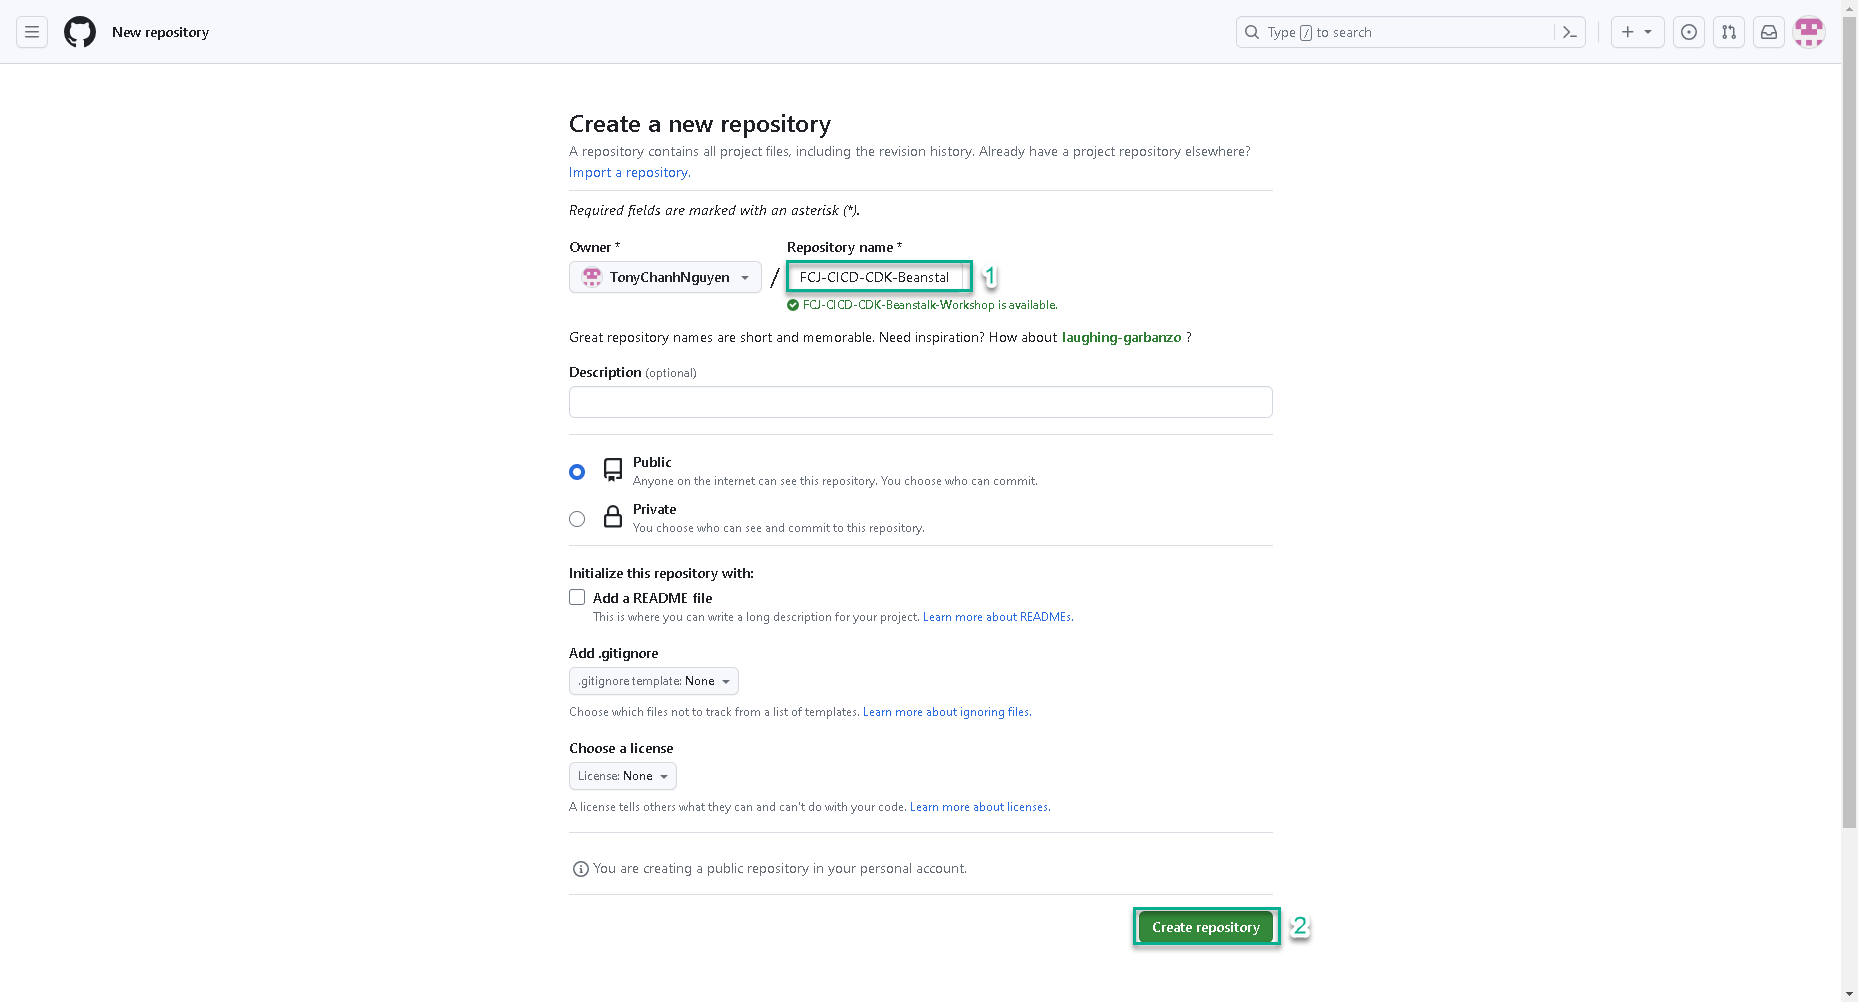 New repository
Type / to search
Create a new repository
A repository contains all project files, including the revision history. Already have a project repository elsewhere?
Import a repository.
Required fields are marked with an asterisk (*).
Owner *
Repository name *
TonyChanhNguyen
/
FCJ-CICD-CDK-Beanstal
1
FCJ-CICD-CDK-Beanstalk-Workshop is available.
Great repository names are short and memorable. Need inspiration? How about laughing-garbanzo ?
Description (optional)
Public
Anyone on the internet can see this repository. You choose who can commit.
Private
You choose who can see and commit to this repository.
Initialize this repository with:
Add a README file
This is where you can write a long description for your project. Learn more about READMEs.
Add .gitignore
.gitignore template: None
Choose which files not to track from a list of templates. Learn more about ignoring files.
Choose a license
License: None
A license tells others what they can and can't do with your code. Learn more about licenses.
You are creating a public repository in your personal account.
Create repository
2